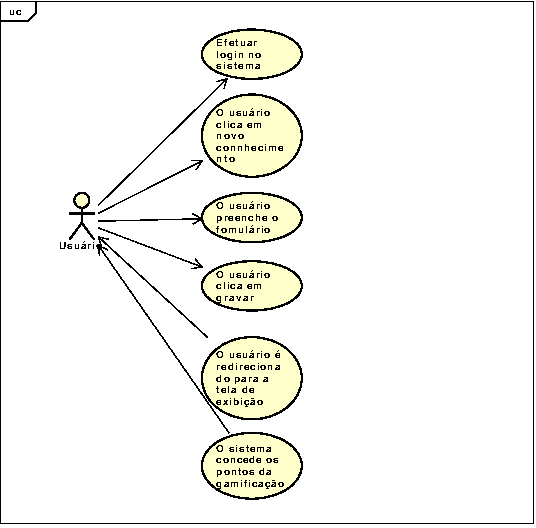 uc
Efetuar
login no
sistema
O usuário
clica em
novo
connhecime
nto
O usuário
preenche o
fomulário
Usuário
O usuário
clica em
gravar
O usuário é
redireciona
do para a
tela de
exibição
O sistema
concede os
pontos da
gamificação